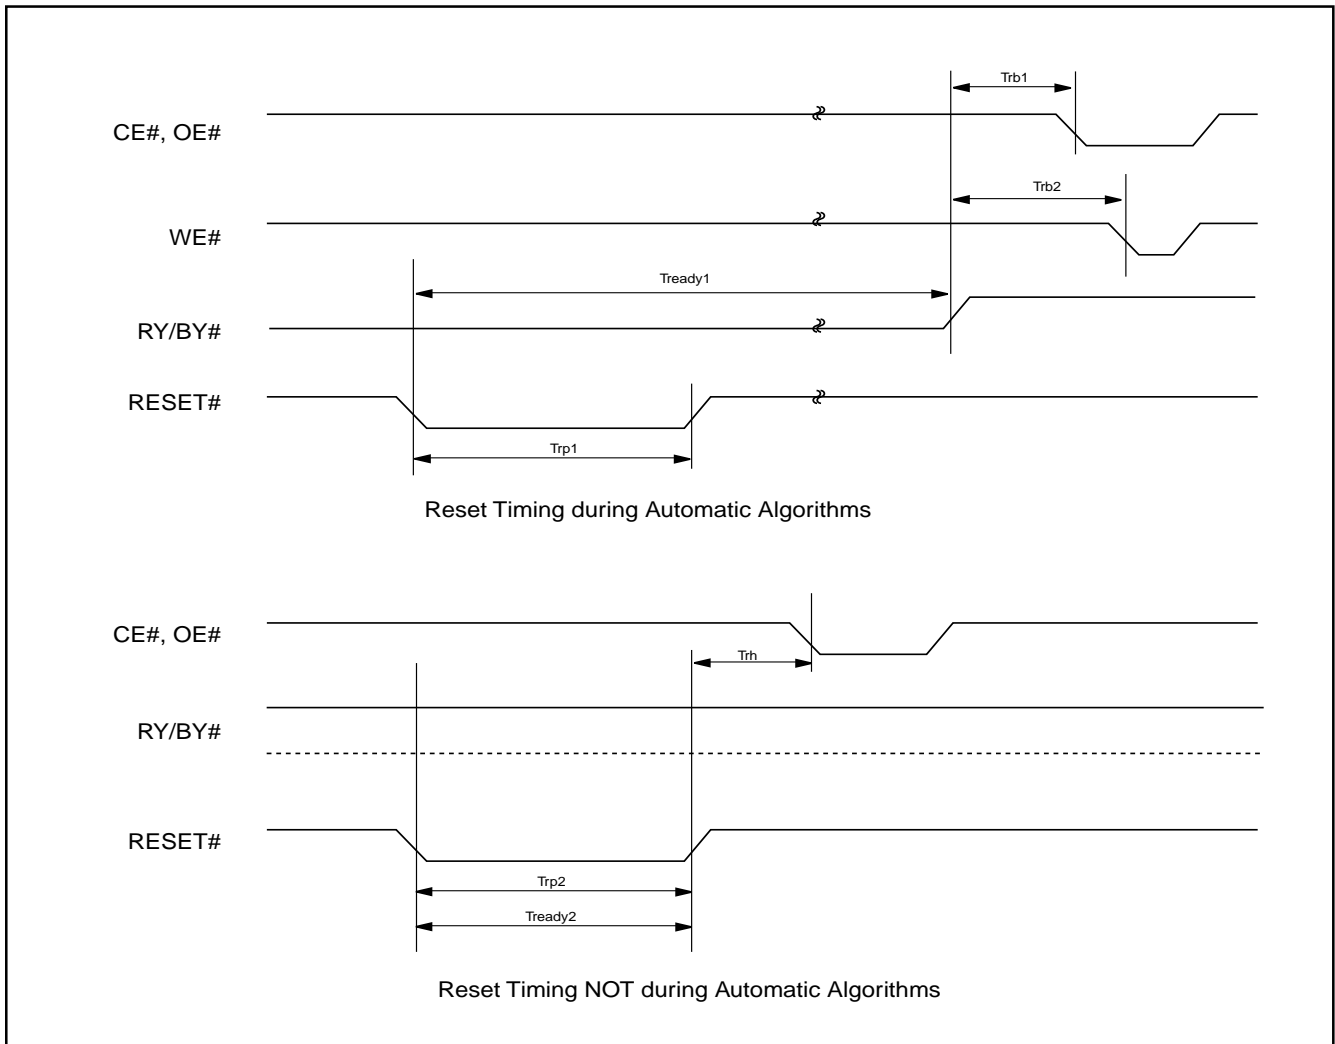 Trb1
CE#, OE#
Trb2
WE#
Tready1
RY/BY#
RESET#
Trp1
Reset Timing during Automatic Algorithms
CE#, OE#
Trh
RY/BY#
RESET#
Trp2
Tready2
Reset Timing NOT during Automatic Algorithms